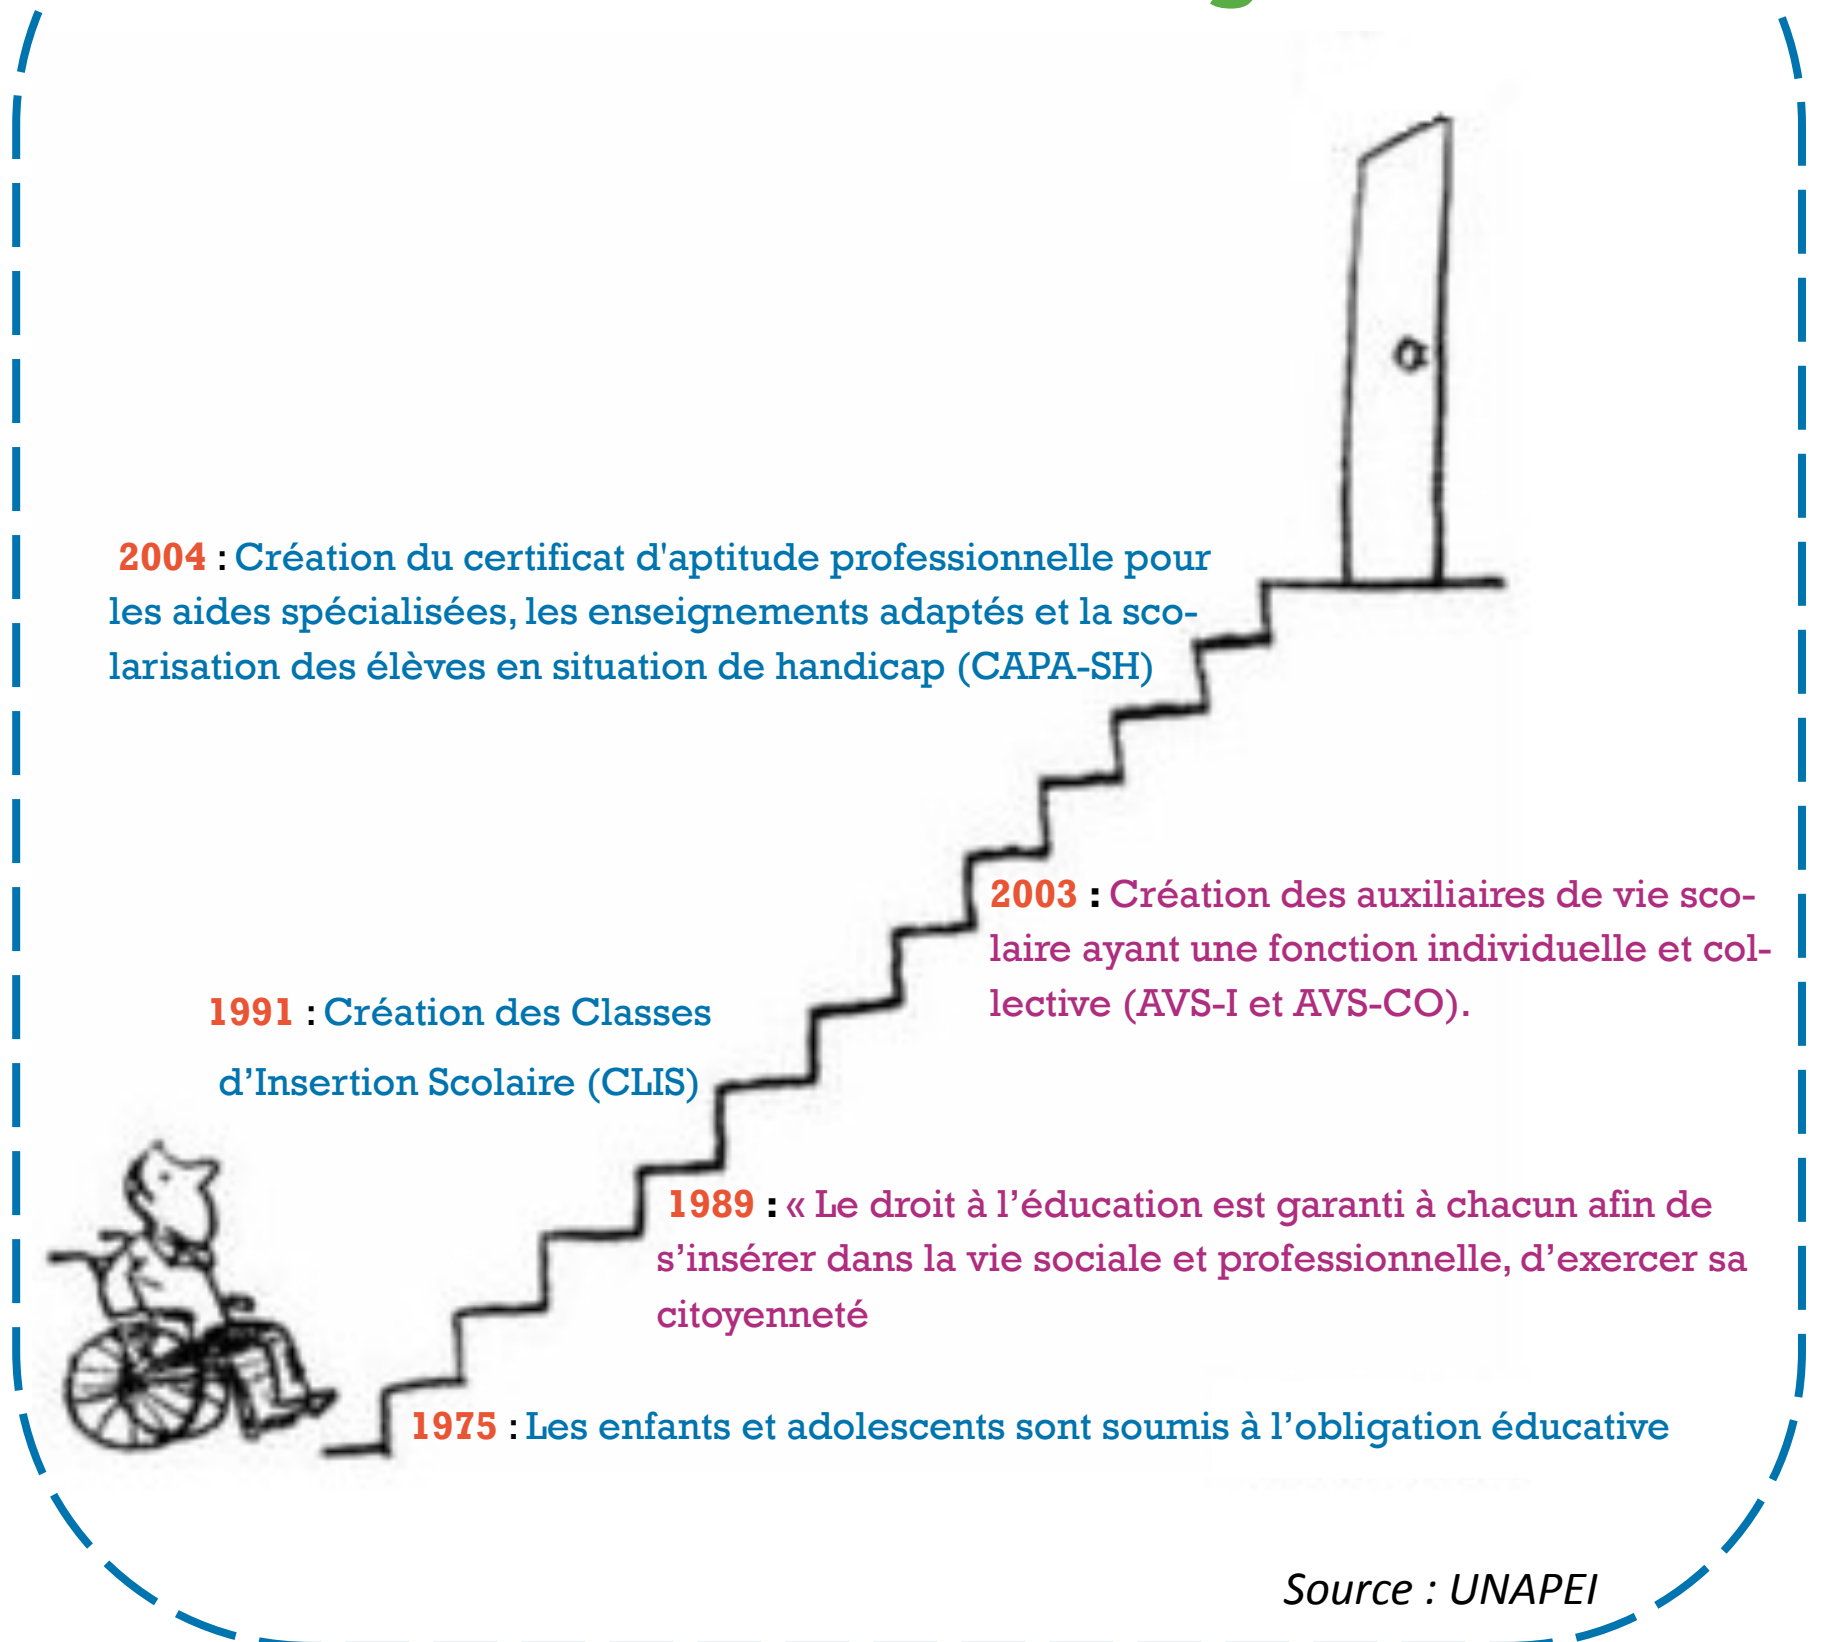 2004 : Création du certificat d'aptitude professionnelle pour
les aides spécialisées, les enseignements adaptés et la sco-
larisation des élèves en situation de handicap (CAPA-SH)
2003 : Création des auxiliaires de vie sco-
laire ayant une fonction individuelle et col-
lective (AVS-I et AVS-CO).
1991 : Création des Classes
d’Insertion Scolaire (CLIS)
1989 : « Le droit à l’éducation est garanti à chacun afin de
s’insérer dans la vie sociale et professionnelle, d’exercer sa
citoyenneté
1975 : Les enfants et adolescents sont soumis à l’obligation éducative
Source : UNAPEI